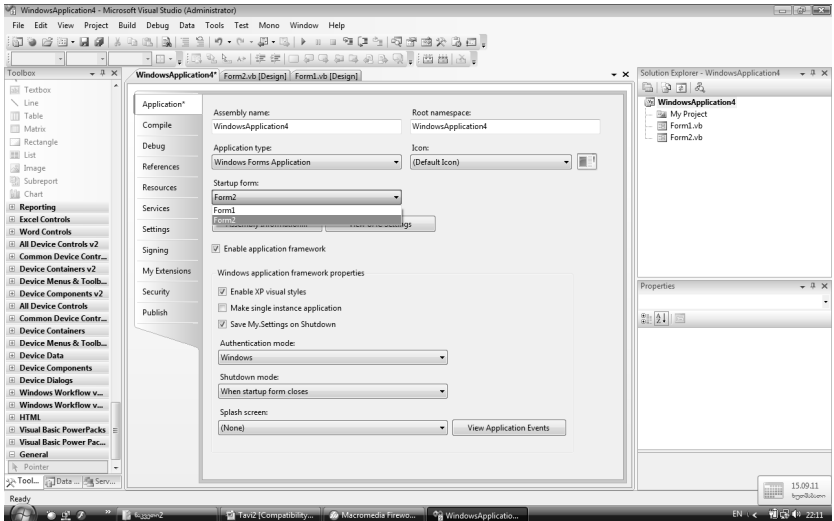 WindowsApplication4 - Microsoft Visual Studio (Administrator)
File Edit View Project Build Debug Data Tools Test Mono Window Help
Toolbox
Textbox
Line
Table
Matrix
Rectangle
List
Image
Subreport
Chart
Reporting
Excel Controls
Word Controls
All Device Controls v2
Common Device Contr...
Device Containers v2
Device Menus & Toolb...
Device Components v2
All Device Controls
Common Device Contr...
Device Containers
Device Menus & Toolb...
Device Data
Device Components
Device Dialogs
Windows Workflow v...
Windows Workflow v...
HTML
Visual Basic PowerPacks
Visual Basic Power Pac...
General
Pointer
Tool... Data ... Serv...
WindowsApplication4* Form2.vb [Design] Form1.vb [Design]
Application*
Compile
Debug
References
Resources
Services
Settings
Signing
My Extensions
Security
Publish
Assembly name: Root namespace:
WindowsApplication4 WindowsApplication4
Application type: Icon:
Windows Forms Application (Default Icon)
Startup form:
Form2
Form1
Form2
Enable application framework
Windows application framework properties
Enable XP visual styles
Make single instance application
Save My.Settings on Shutdown
Authentication mode:
Windows
Shutdown mode:
When startup form closes
Splash screen:
(None) View Application Events
Solution Explorer - WindowsApplication4
WindowsApplication4
My Project
Form1.vb
Form2.vb
Properties
15.09.11
Ready
Tavi2 [Compatibility... Macromedia Firewo... WindowsApplicatio... EN 22:11